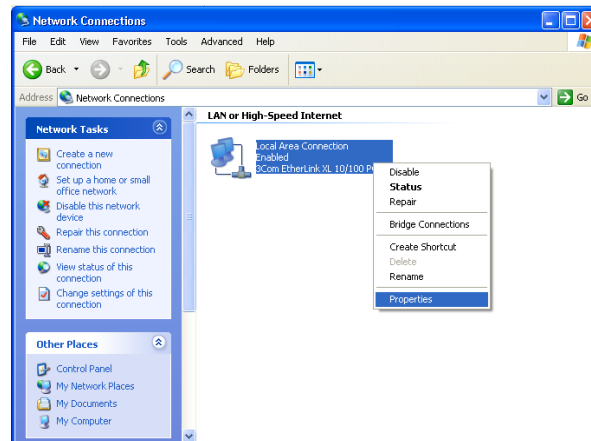 Network Connections
File Edit View Favorites Tools Advanced Help
Back Search Folders
Address Network Connections Go
Network Tasks
Create a new
connection
Set up a home or small
office network
Disable this network
device
Repair this connection
Rename this connection
View status of this
connection
Change settings of this
connection
Other Places
Control Panel
My Network Places
My Documents
My Computer
LAN or High-Speed Internet
Local Area Connection
Enabled
3Com EtherLink XL 10/100
Disable
Status
Repair
Bridge Connections
Create Shortcut
Delete
Rename
Properties